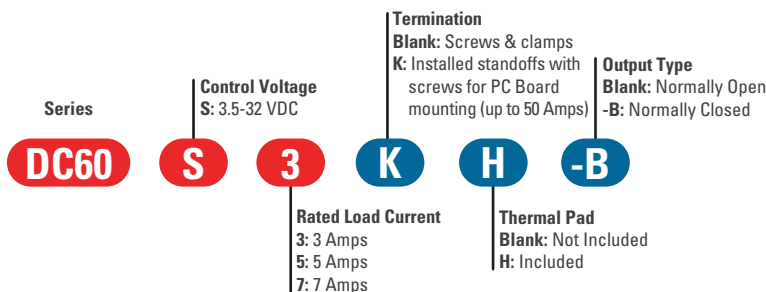 Termination
Blank: Screws & clamps
K: Installed standoffs with
screws for PC Board
mounting (up to 50 Amps)
Output Type
Blank: Normally Open
-B: Normally Closed
Control Voltage
S: 3.5-32 VDC
Series
DC60 S 3 K H -B
Rated Load Current
3: 3 Amps
5: 5 Amps
7: 7 Amps
Thermal Pad
Blank: Not Included
H: Included